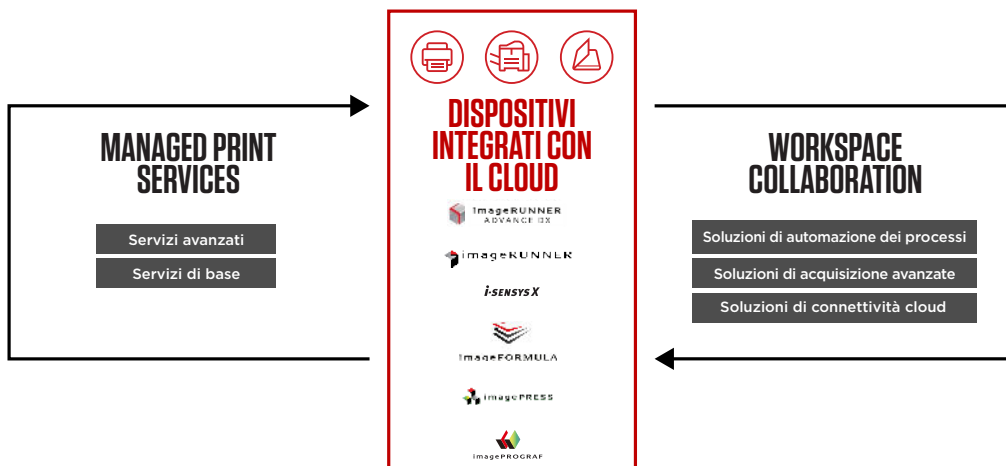 MANAGED PRINT
SERVICES
Servizi avanzati
Servizi di base
DISPOSITIVI
INTEGRATI CON
IL CLOUD
imageRUNNER
ADVANCE DX
imageRUNNER
i-SENSYS X
imageFORMULA
imagePRESS
imagePROGRAF
WORKSPACE
COLLABORATION
Soluzioni di automazione dei processi
Soluzioni di acquisizione avanzate
Soluzioni di connettività cloud